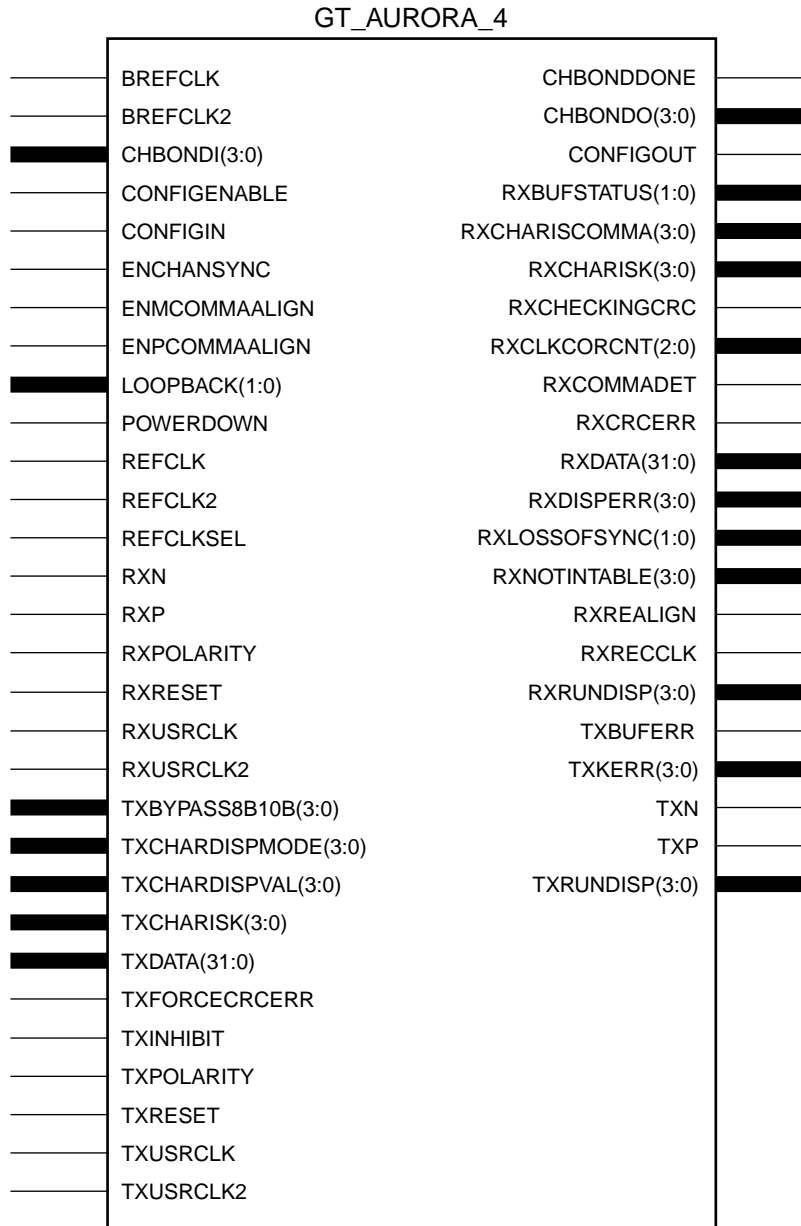 GT_AURORA_4
BREFCLK
BREFCLK2
CHBONDI(3:0)
CONFIGENABLE
CONFIGIN
ENCHANSYNC
ENMCOMMAALIGN
ENPCOMMAALIGN
LOOPBACK(1:0)
POWERDOWN
REFCLK
REFCLK2
REFCLKSEL
RXN
RXP
RXPOLARITY
RXRESET
RXUSRCLK
RXUSRCLK2
TXBYPASS8B10B(3:0)
TXCHARDISPMODE(3:0)
TXCHARDISPVAL(3:0)
TXCHARISK(3:0)
TXDATA(31:0)
TXFORCECRCERR
TXINHIBIT
TXPOLARITY
TXRESET
TXUSRCLK
TXUSRCLK2
CHBONDDONE
CHBONDO(3:0)
CONFIGOUT
RXBUFSTATUS(1:0)
RXCHARISCOMMA(3:0)
RXCHARISK(3:0)
RXCHECKINGCRC
RXCLKCORCNT(2:0)
RXCOMMADET
RXCRCERR
RXDATA(31:0)
RXDISPERR(3:0)
RXLOSSOFSYNC(1:0)
RXNOTINTABLE(3:0)
RXREALIGN
RXRECCLK
RXRUNDISP(3:0)
TXBUFERR
TXKERR(3:0)
TXN
TXP
TXRUNDISP(3:0)